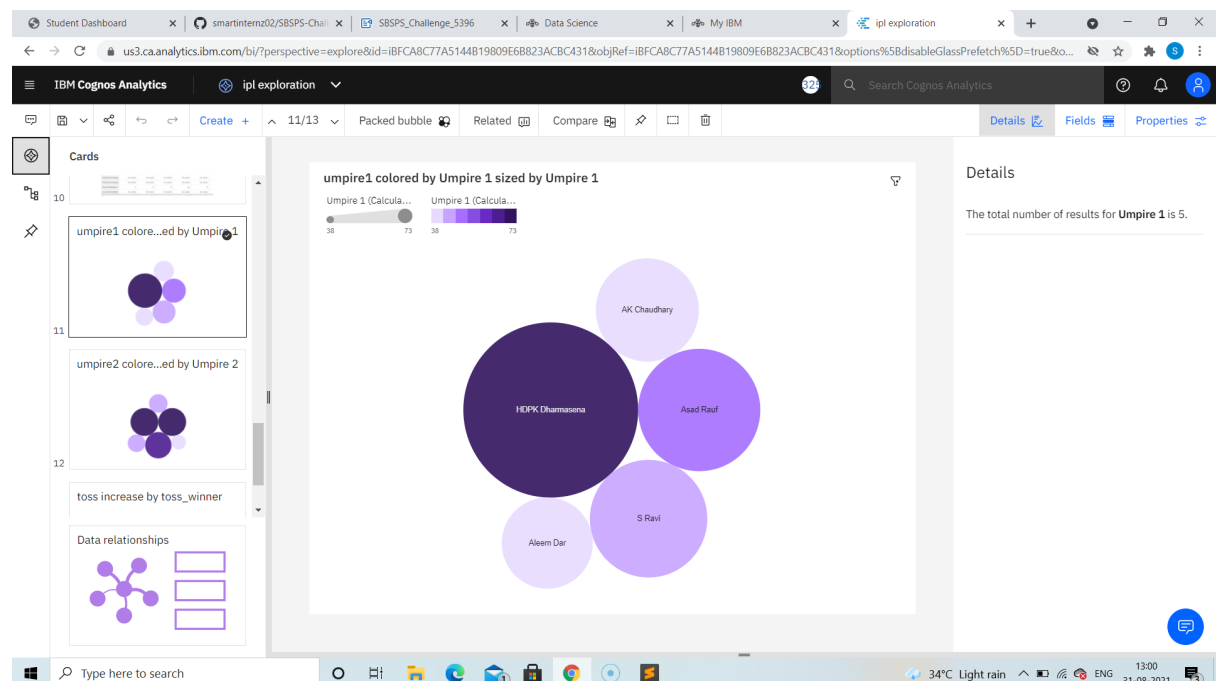 Student Dashboard
smartinternz02/SBSPS-Chall
SBSPS_Challenge_5396
Data Science
My IBM
ipl exploration
us3.ca.analytics.ibm.com/bi/?perspective=explore&id=iBFCA8C77A5144B19809E6B823ACBC431&objRef=iBFCA8C77A5144B19809E6B823ACBC431&options%5BdisableGlassPrefetch%5D=true&o...
S
IBM Cognos Analytics
ipl exploration
325
Search Cognos Analytics
Create +
11/13
Packed bubble
Related
Compare
Details
Fields
Properties
Cards
10
umpire1 colore...ed by Umpire 1
11
umpire2 colore...ed by Umpire 2
12
toss increase by toss_winner
Data relationships
umpire1 colored by Umpire 1 sized by Umpire 1
Umpire 1 (Calcula...
Umpire 1 (Calcula...
38 73
38 73
AK Chaudhary
HDPK Dharmasena
Asad Rauf
S Ravi
Aleem Dar
Details
The total number of results for Umpire 1 is 5.
Type here to search
34°C Light rain
ENG
13:00
31-08-2021
3